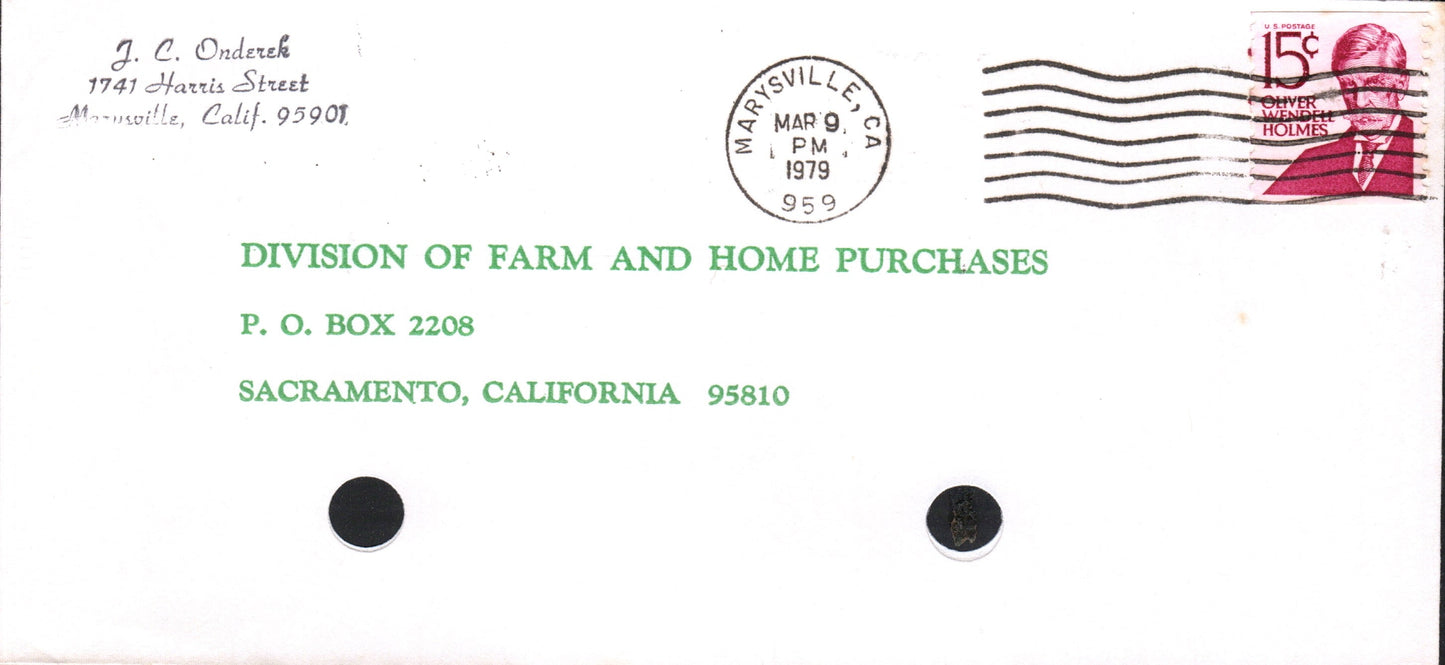 J. C. Onderek
1741 Harris Street
Marysville, Calif. 95901
MARYSVILLE, CA
MAR 9
PM
1979
959
U.S. POSTAGE
15¢
OLIVER
WENDELL
HOLMES
DIVISION OF FARM AND HOME PURCHASES
P. O. BOX 2208
SACRAMENTO, CALIFORNIA 95810